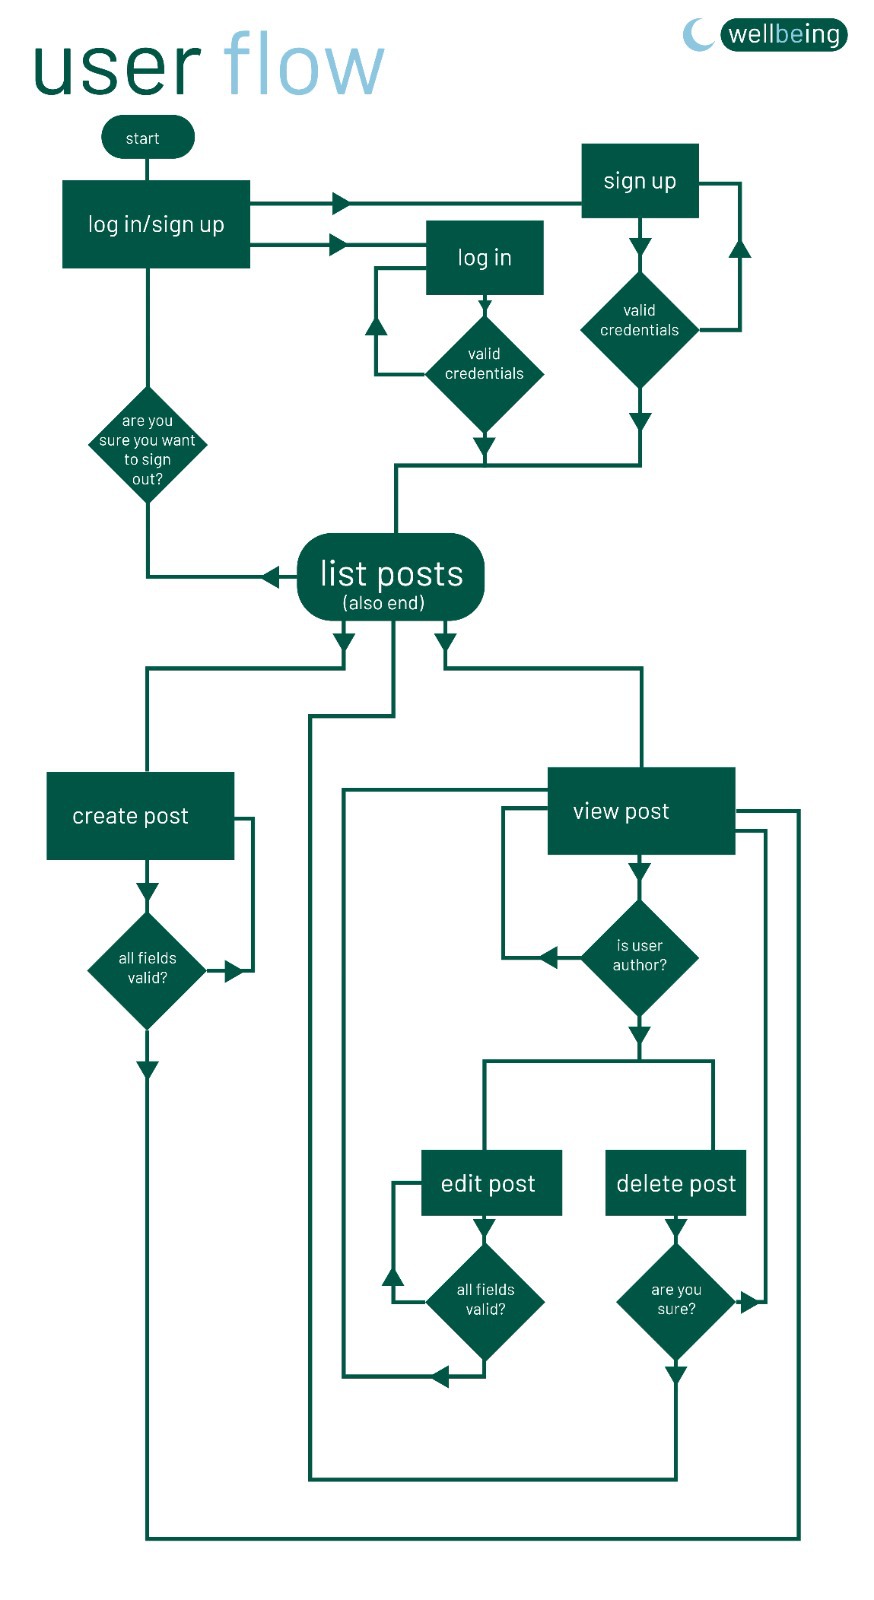 user flow
wellbeing
start
log in/sign up
sign up
log in
valid
credentials
valid
credentials
are you
sure you want
to sign
out?
list posts
(also end)
create post
view post
all fields
valid?
is user
author?
edit post
delete post
all fields
valid?
are you
sure?